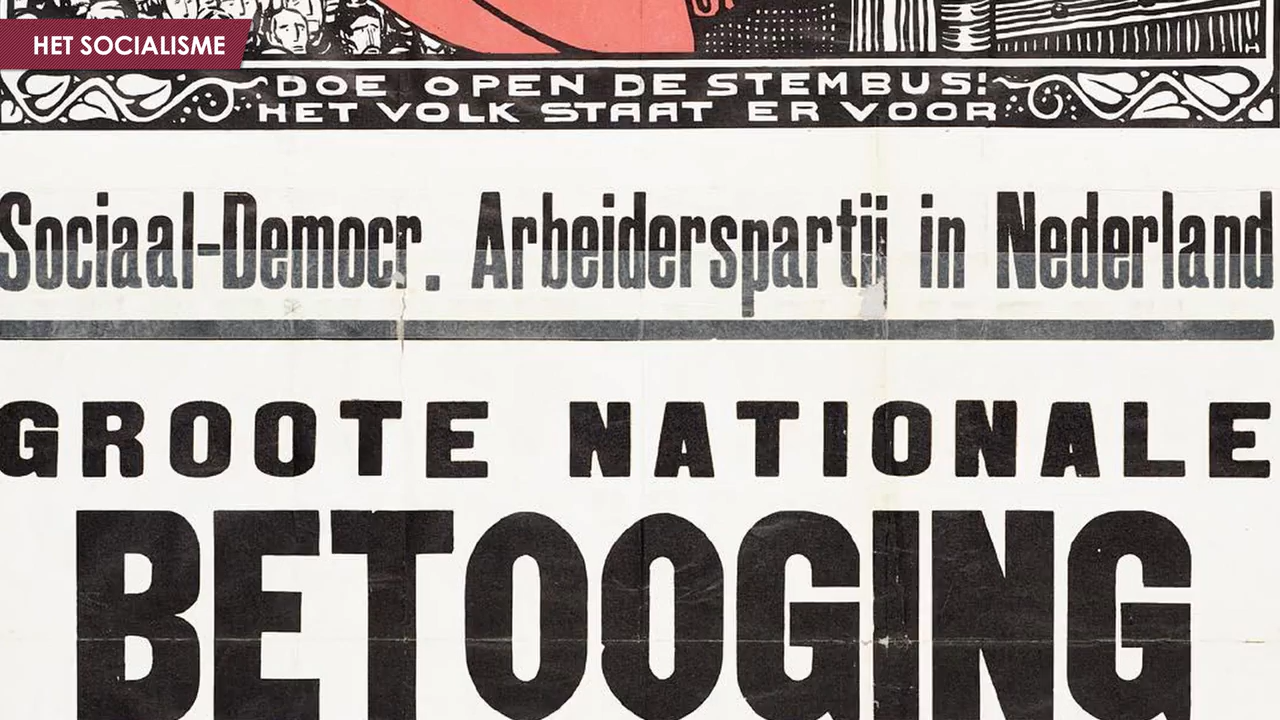 HET SOCIALISME
DOE OPEN DE STEMBUS:
HET VOLK STAAT ER VOOR
Sociaal-Democr. Arbeiderspartij in Nederland
GROOTE NATIONALE
BETOOGING